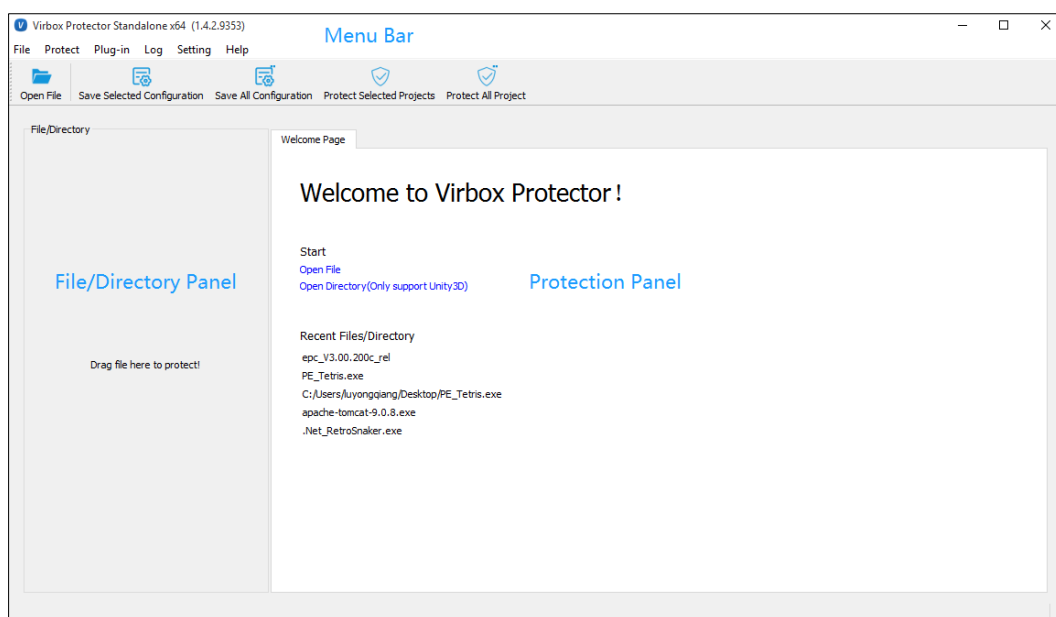 Virbox Protector Standalone x64 (1.4.2.9353)
Menu Bar
File Protect Plug-in Log Setting Help
Open File Save Selected Configuration Save All Configuration Protect Selected Projects Protect All Project
File/Directory
Welcome Page
Welcome to Virbox Protector!
Start
Open File
Open Directory(Only support Unity3D)
File/Directory Panel
Protection Panel
Recent Files/Directory
epc_V3.00.200c_rel
Drag file here to protect!
PE_Tetris.exe
C:/Users/luyongqiang/Desktop/PE_Tetris.exe
apache-tomcat-9.0.8.exe
.Net_RetroSnaker.exe